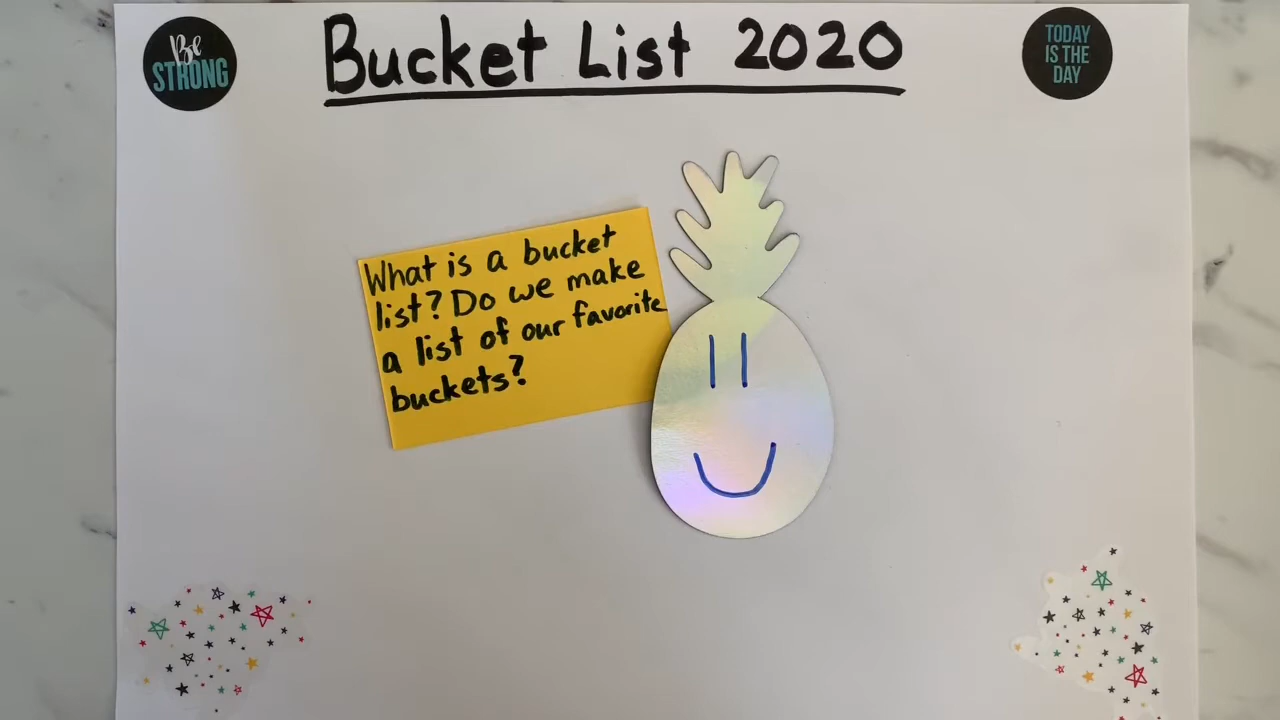 Be
STRONG
Bucket List 2020
TODAY
IS THE
DAY
What is a bucket
list? Do we make
a list of our favorite
buckets?